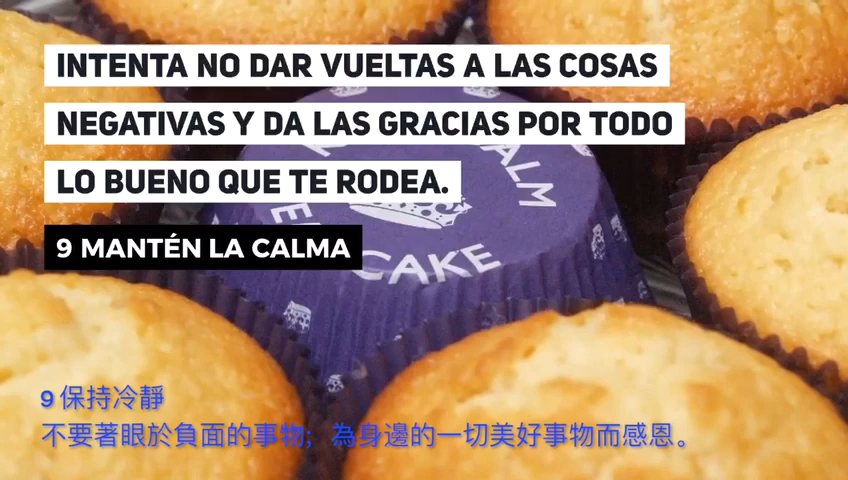 INTENTA NO DAR VUELTAS A LAS COSAS
NEGATIVAS Y DA LAS GRACIAS POR TODO
LO BUENO QUE TE RODEA.
9 MANTÉN LA CALMA
ALM
CAKE
9 保持冷靜
不要著眼於負面的事物；為身邊的一切美好事物而感恩。